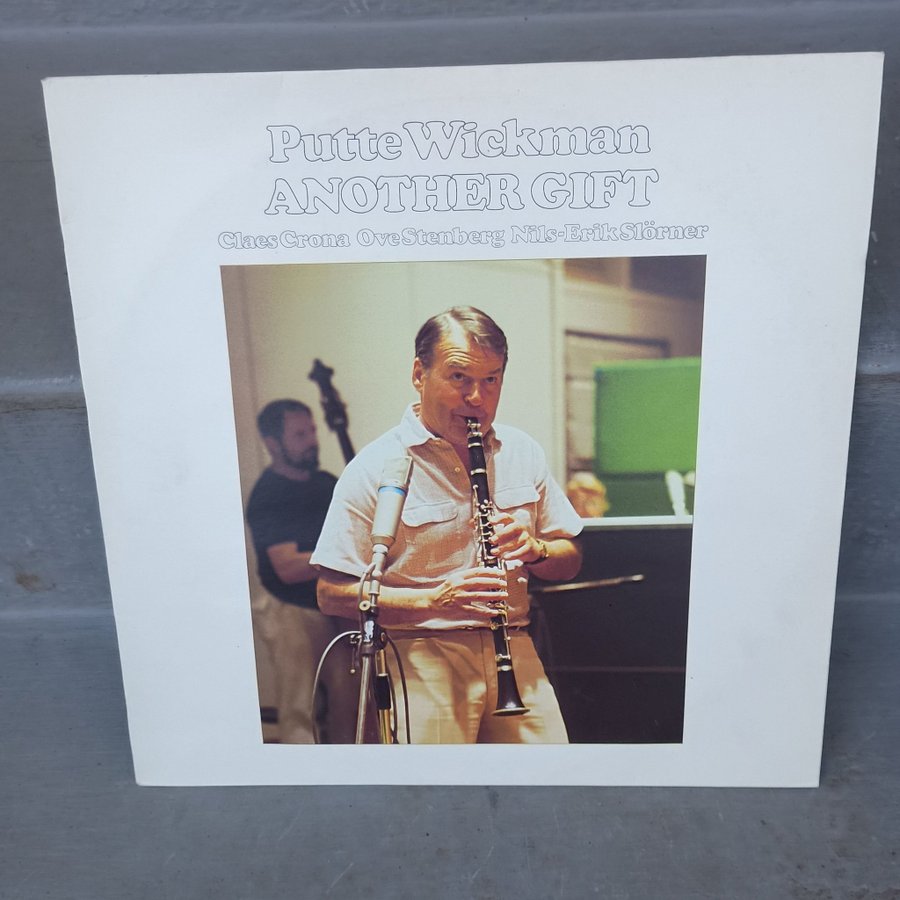 Putte Wickman
ANOTHER GIFT
Claes Crona Ove Stenberg Nils-Erik Slörner